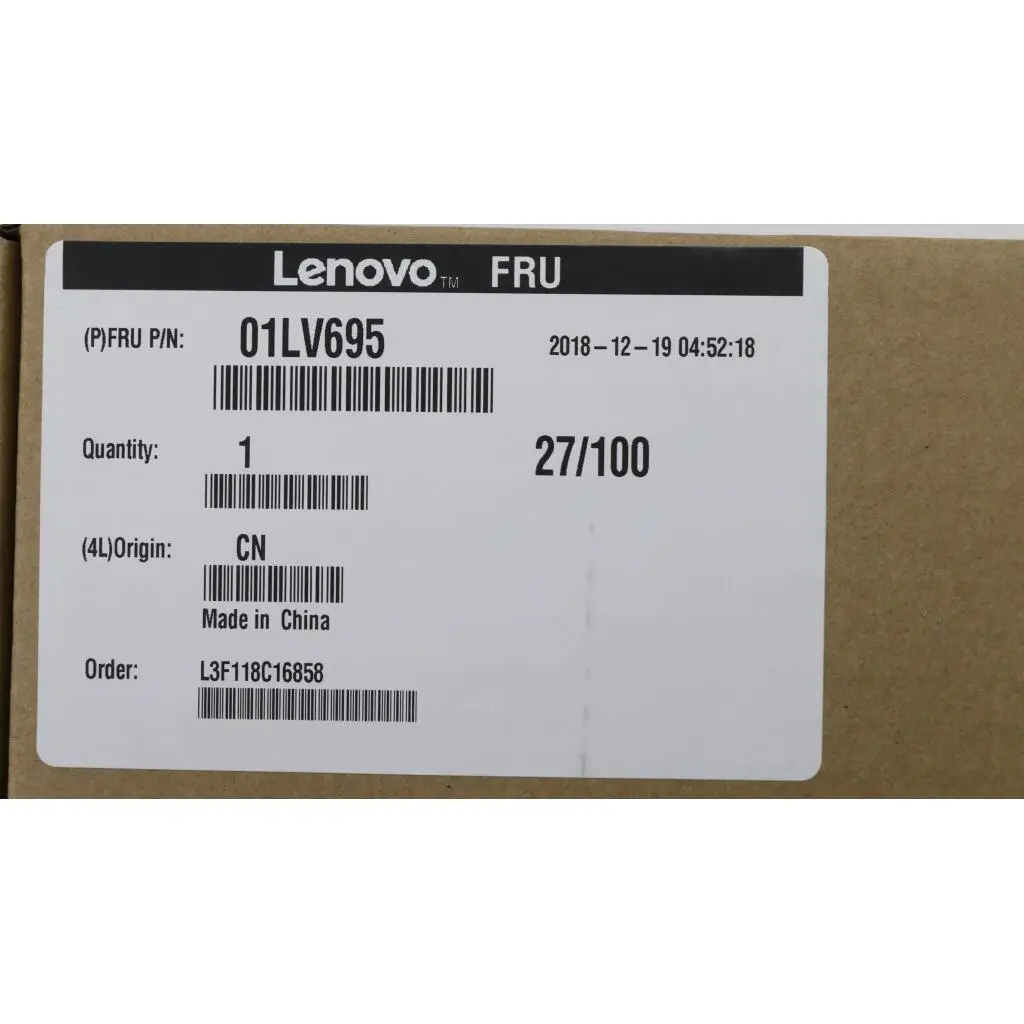 Lenovo™ FRU
(P)FRU P/N: 01LV695 2018-12-19 04:52:18
Quantity: 1 27/100
(4L)Origin: CN
Made in China
Order: L3F118C16858